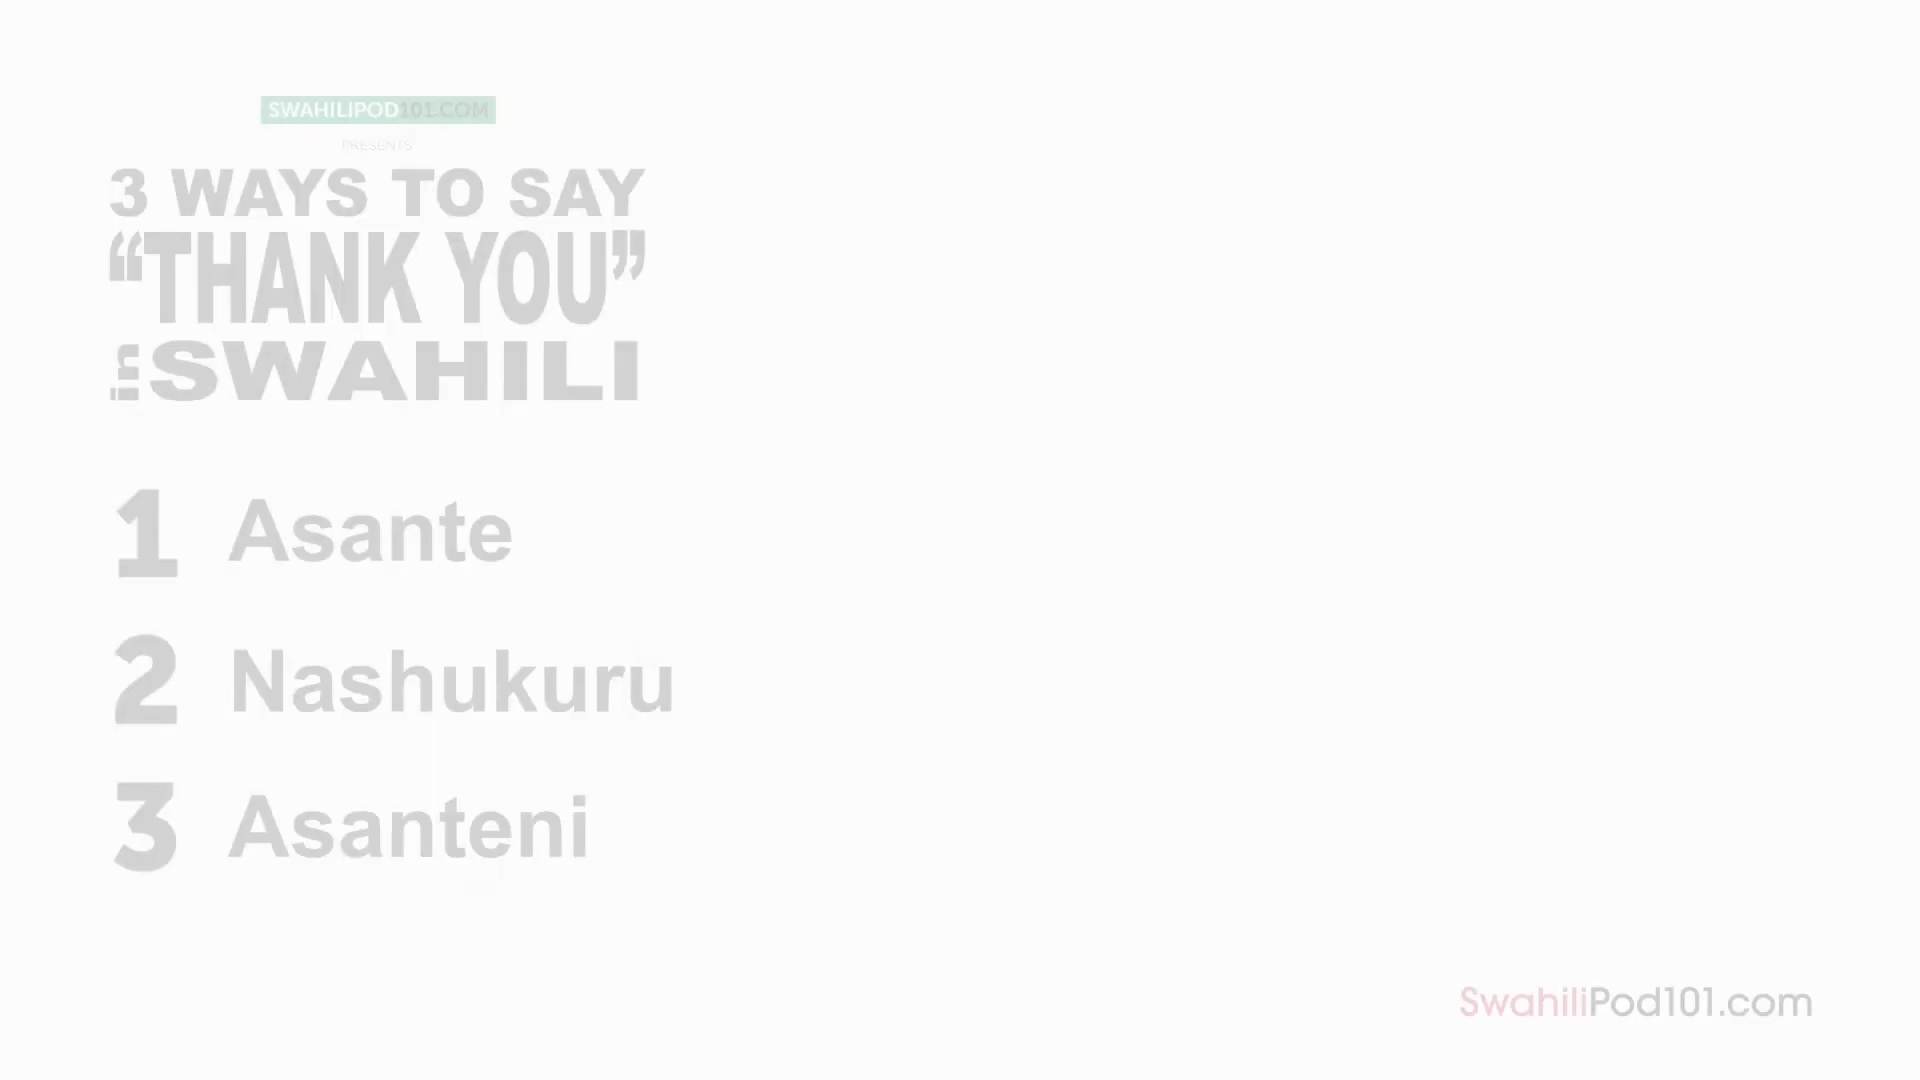 SWAHILIPOD101.COM
PRESENTS
3 WAYS TO SAY
“THANK YOU”
in SWAHILI
1 Asante
2 Nashukuru
3 Asanteni
SwahiliPod101.com